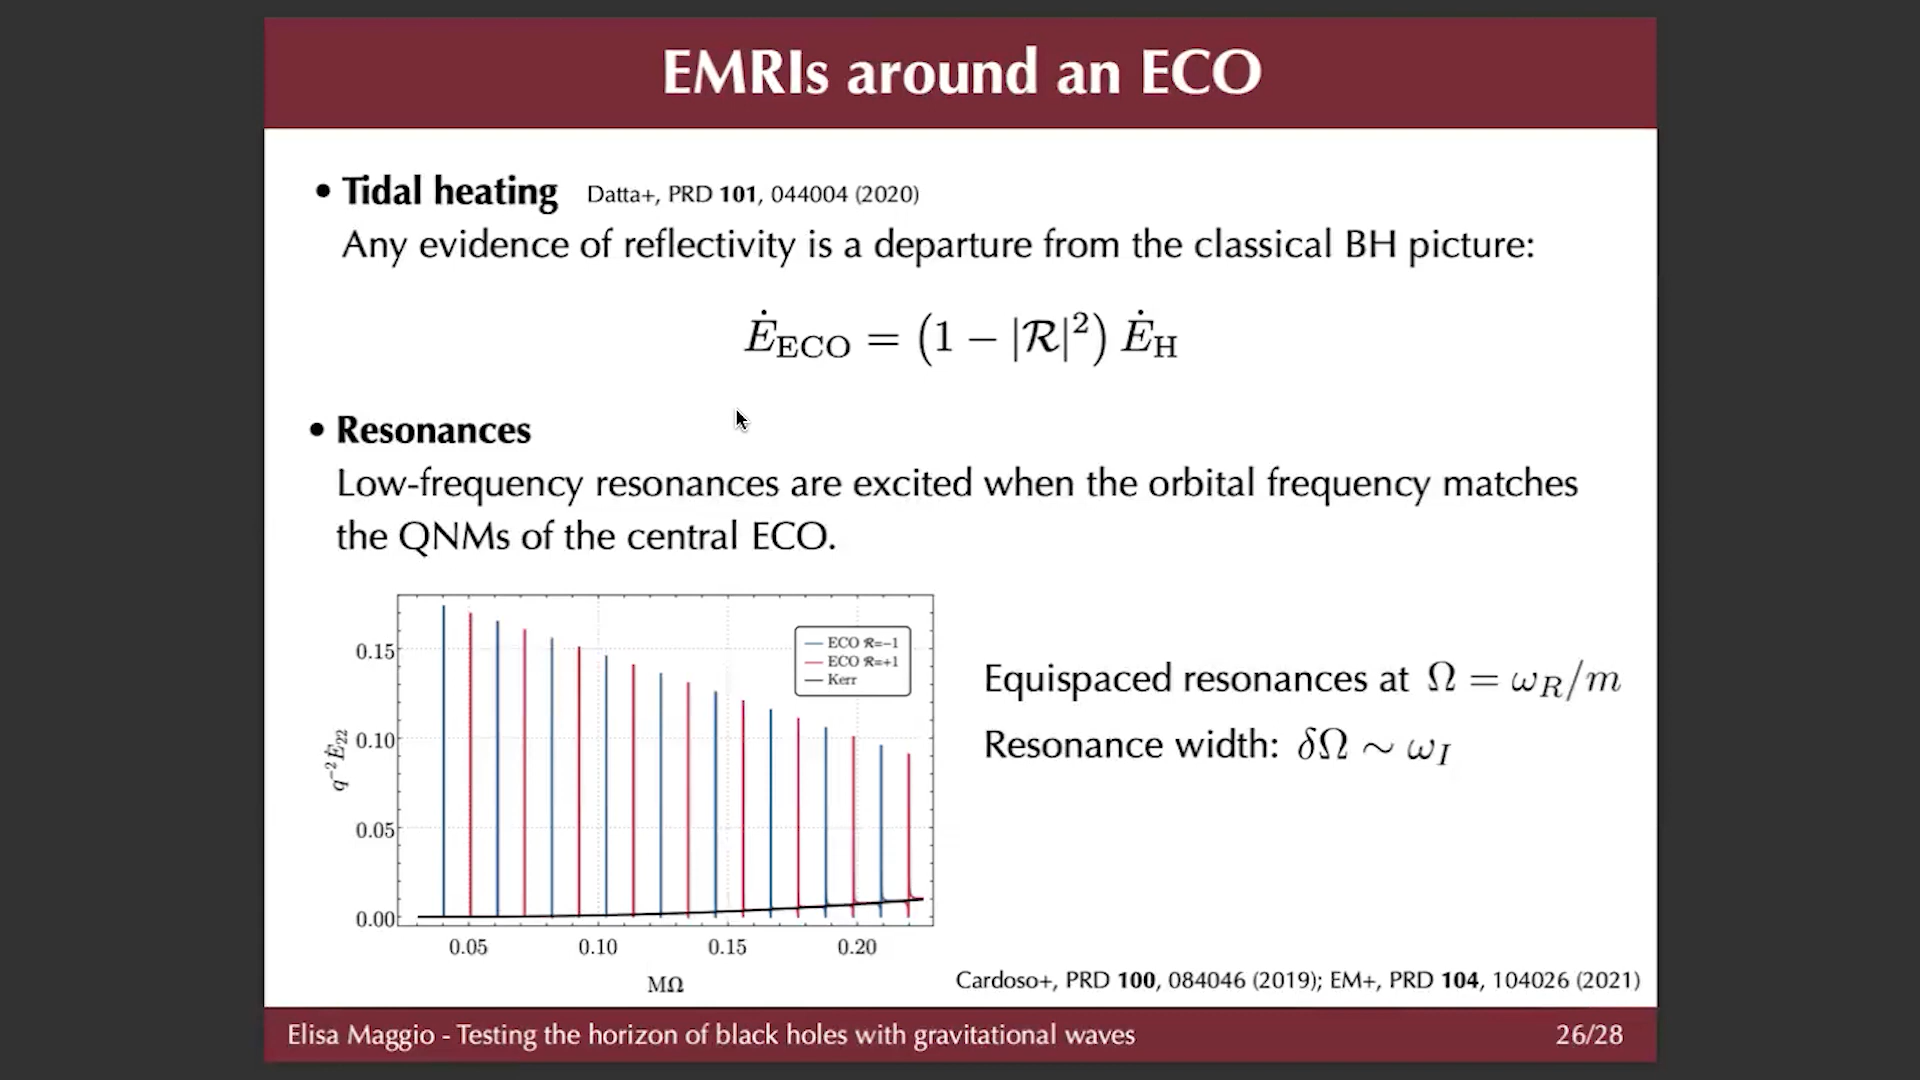 EMRIs around an ECO
• Tidal heating Datta+, PRD 101, 044004 (2020)
Any evidence of reflectivity is a departure from the classical BH picture:
Ė_ECO = (1 − |ℛ|²) Ė_H
• Resonances
Low-frequency resonances are excited when the orbital frequency matches
the QNMs of the central ECO.
ECO ℛ=−1
ECO ℛ=+1
Kerr
q⁻²Ė₂₂
0.15
0.10
0.05
0.00
0.05 0.10 0.15 0.20
MΩ
Equispaced resonances at Ω = ω_R/m
Resonance width: δΩ ∼ ω_I
Cardoso+, PRD 100, 084046 (2019); EM+, PRD 104, 104026 (2021)
Elisa Maggio - Testing the horizon of black holes with gravitational waves 26/28